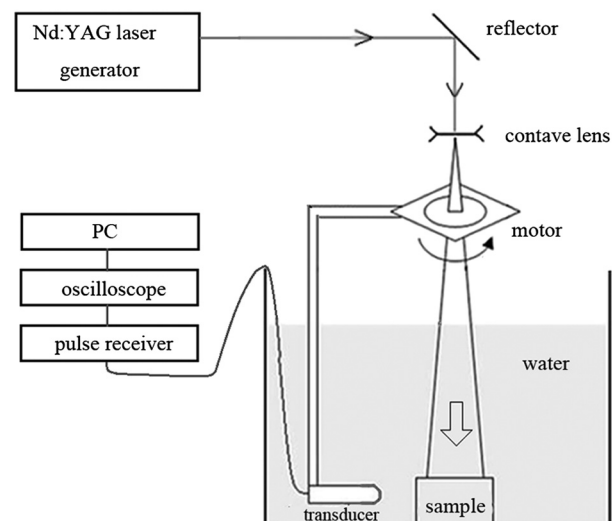 Nd:YAG laser
generator
reflector
contave lens
motor
PC
oscilloscope
pulse receiver
water
transducer
sample